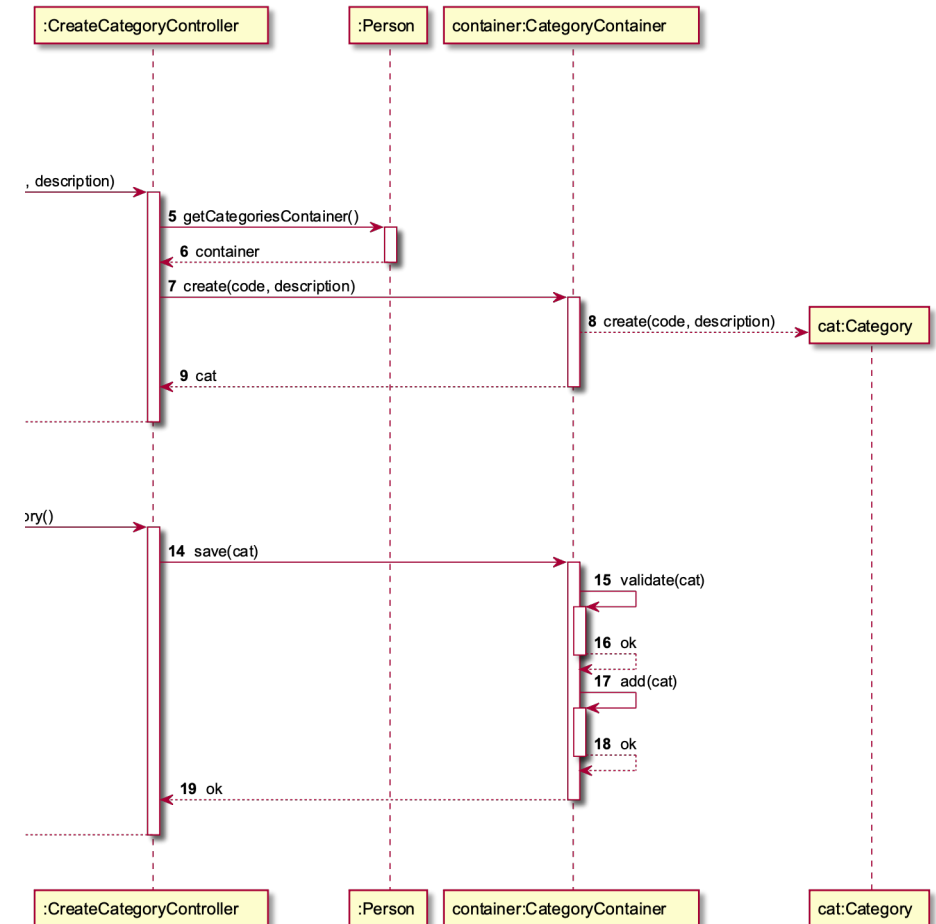 :CreateCategoryController :Person container:CategoryContainer
, description)
5 getCategoriesContainer()
6 container
7 create(code, description)
8 create(code, description)
cat:Category
9 cat
ory()
14 save(cat)
15 validate(cat)
16 ok
17 add(cat)
18 ok
19 ok
:CreateCategoryController :Person container:CategoryContainer cat:Category